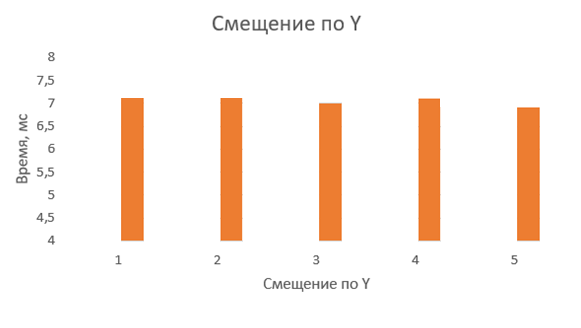 Смещение по Y
8
7,5
7
6,5
6
5,5
5
4,5
4
Время, мс
1 2 3 4 5
Смещение по Y